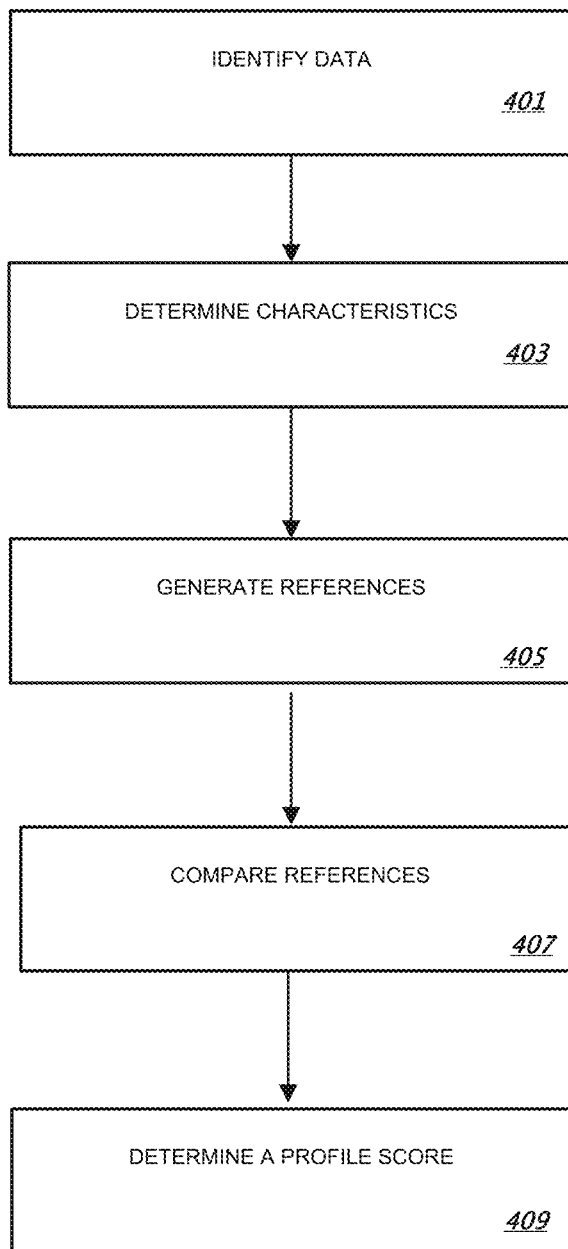 IDENTIFY DATA
401
DETERMINE CHARACTERISTICS
403
GENERATE REFERENCES
405
COMPARE REFERENCES
407
DETERMINE A PROFILE SCORE
409